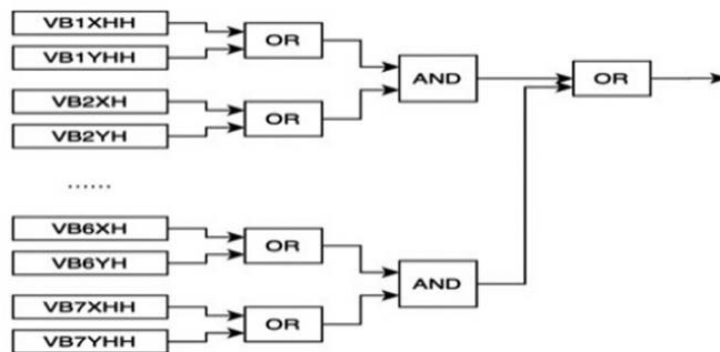 VB1XHH
VB1YHH
OR
VB2XH
VB2YH
OR
AND
OR
......
VB6XH
VB6YH
OR
VB7XHH
VB7YHH
OR
AND